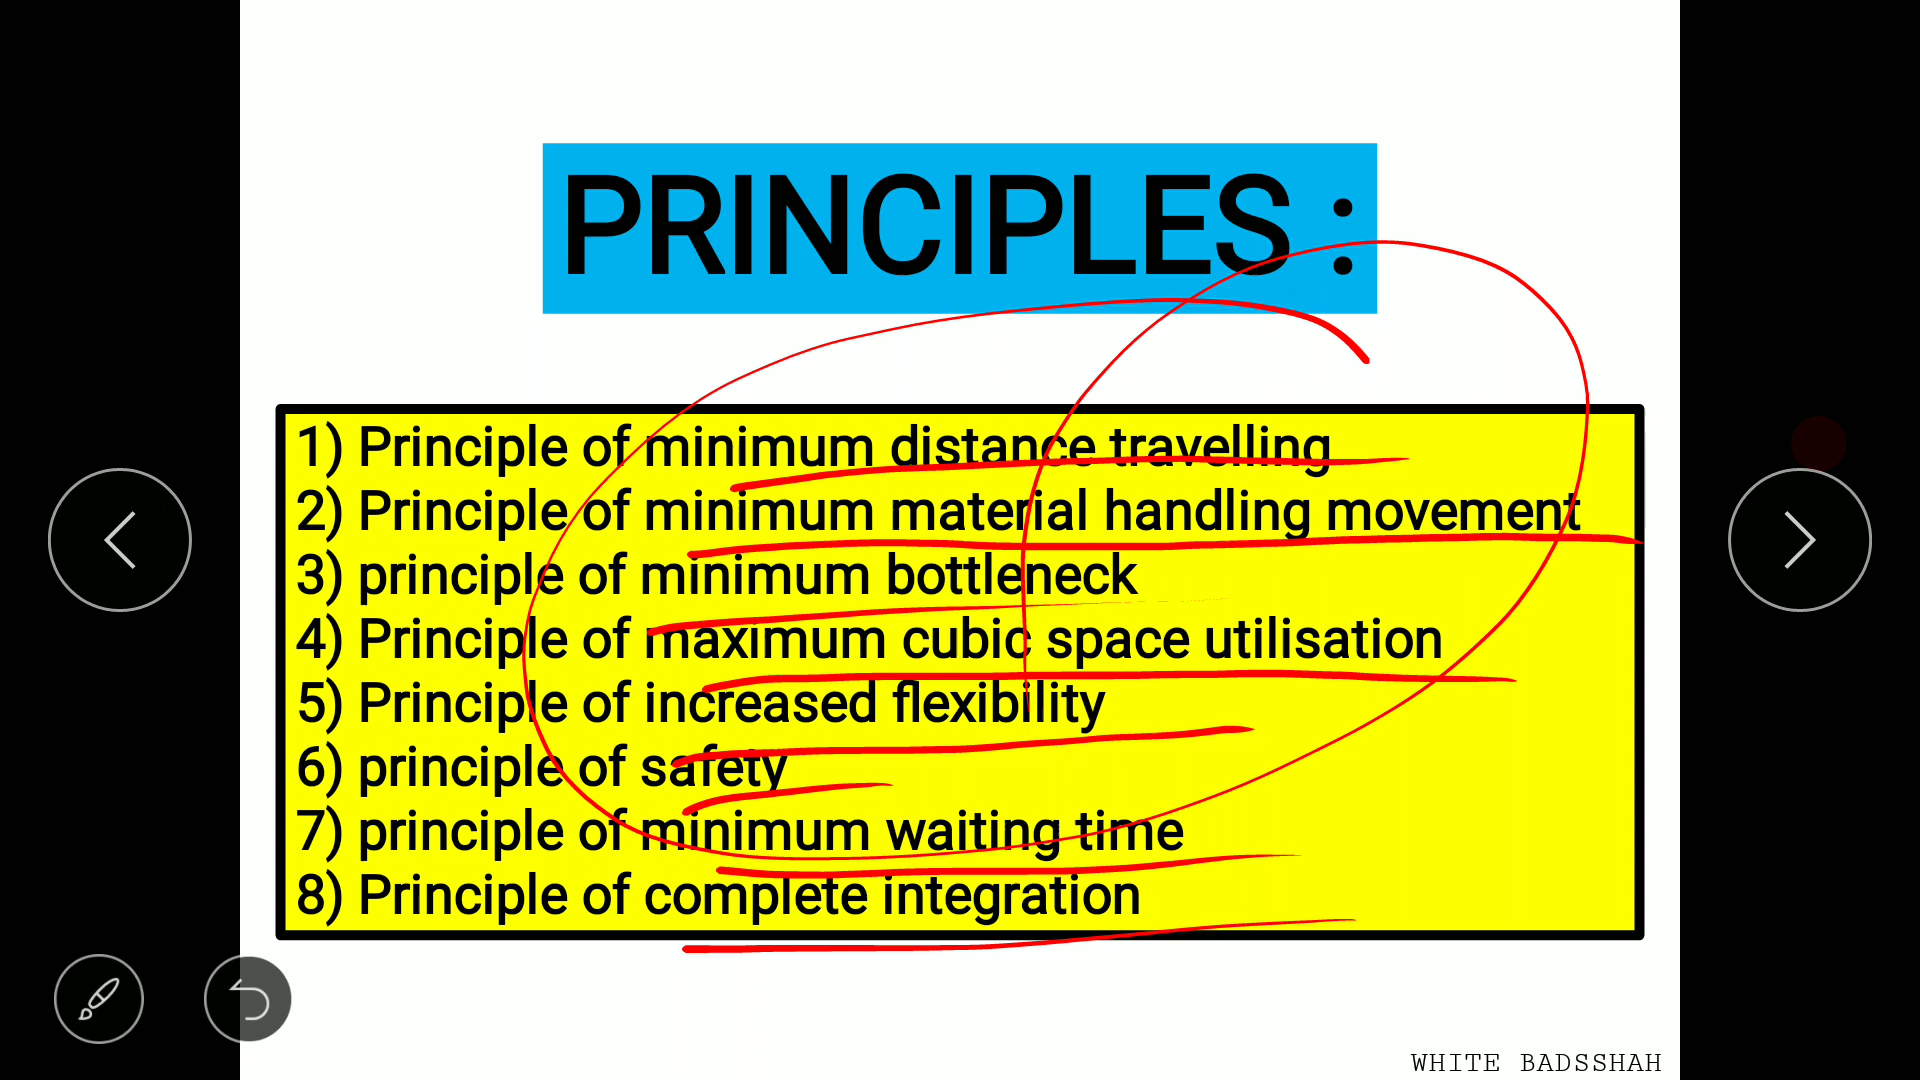 PRINCIPLES :
1) Principle of minimum distance travelling
2) Principle of minimum material handling movement
3) principle of minimum bottleneck
4) Principle of maximum cubic space utilisation
5) Principle of increased flexibility
6) principle of safety
7) principle of minimum waiting time
8) Principle of complete integration
WHITE BADSSHAH